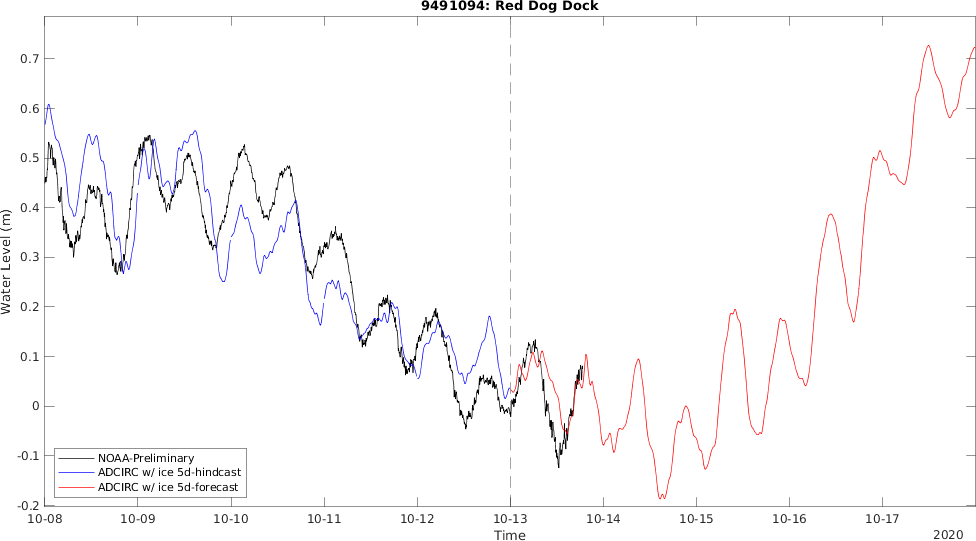 9491094: Red Dog Dock
Water Level (m)
0.7
0.6
0.5
0.4
0.3
0.2
0.1
0
-0.1
-0.2
NOAA-Preliminary
ADCIRC w/ ice 5d-hindcast
ADCIRC w/ ice 5d-forecast
10-08 10-09 10-10 10-11 10-12 10-13 10-14 10-15 10-16 10-17
Time
2020